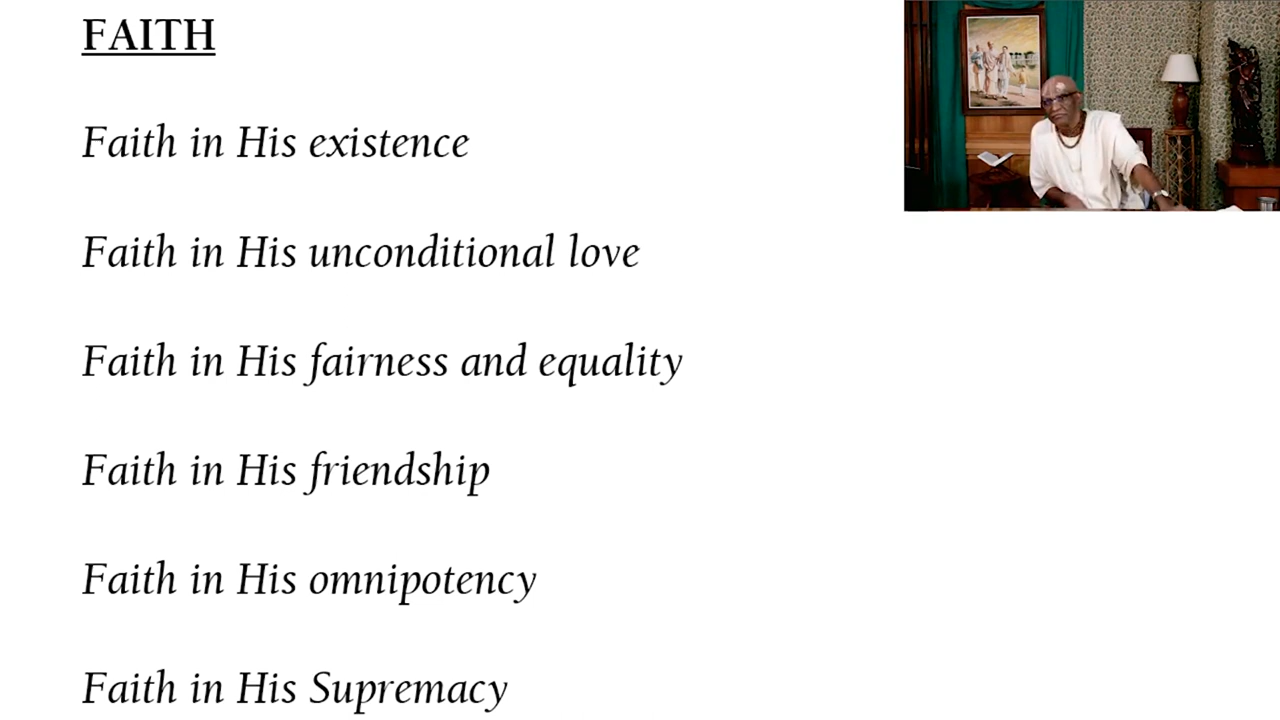 FAITH
Faith in His existence
Faith in His unconditional love
Faith in His fairness and equality
Faith in His friendship
Faith in His omnipotency
Faith in His Supremacy